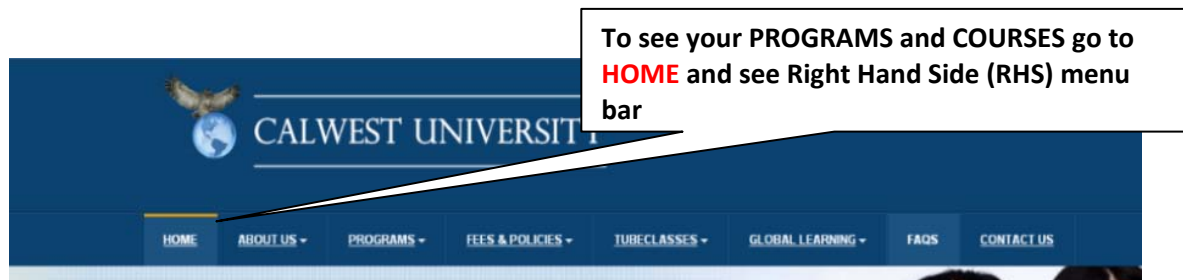 To see your PROGRAMS and COURSES go to
HOME and see Right Hand Side (RHS) menu
bar
CALWEST UNIVERSITY
HOME ABOUT US PROGRAMS FEES & POLICIES TUBECLASSES GLOBAL LEARNING FAQS CONTACT US